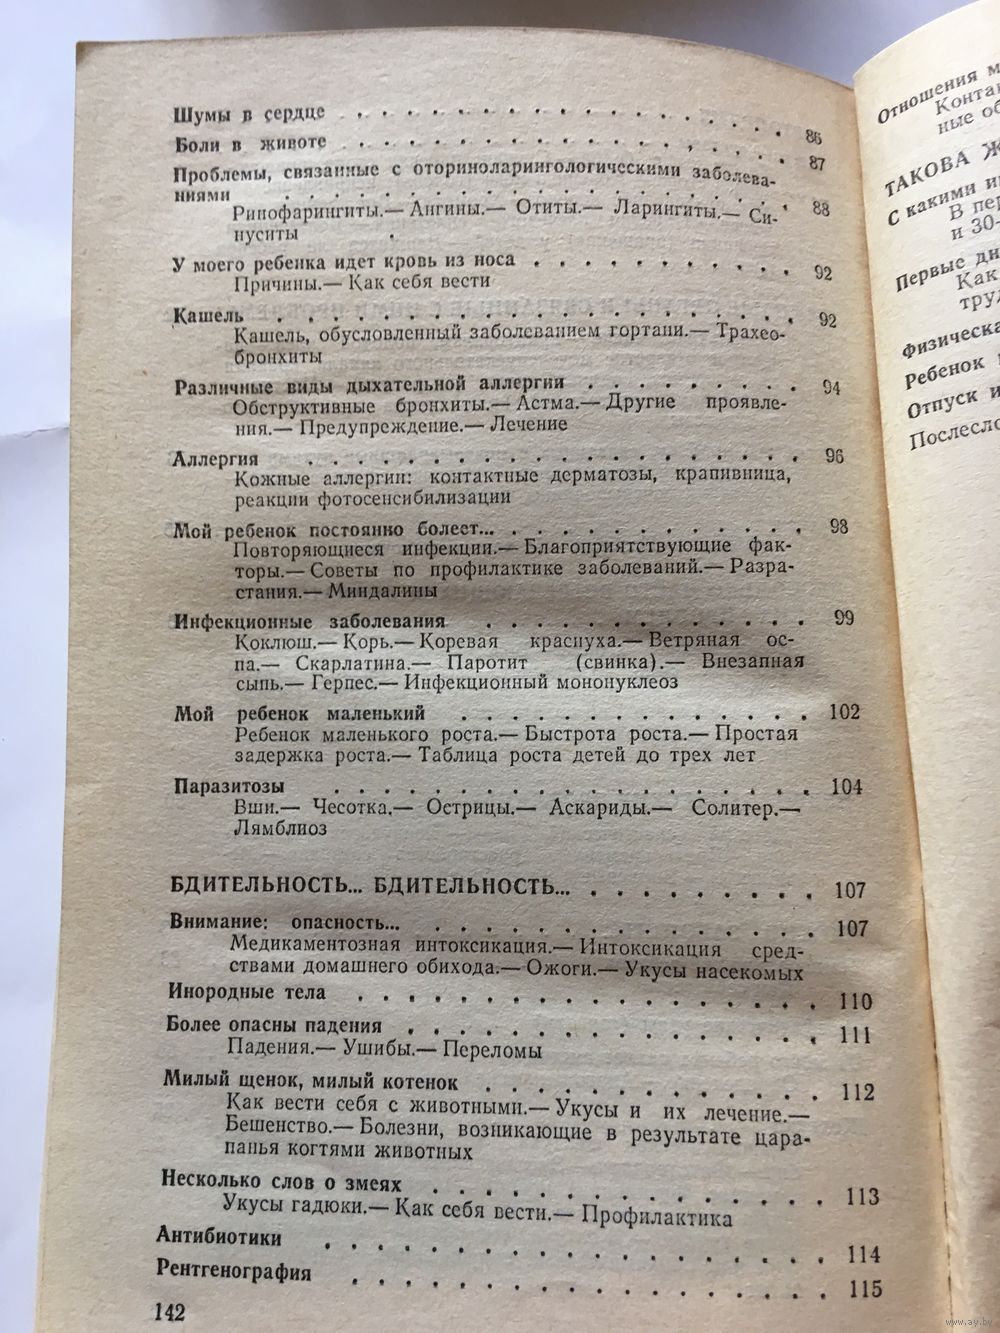 Шумы в сердце . . . . . . . . . . . . . . . . . 86
Боли в животе . . . . . . . . . . . . . . . . . 87
Проблемы, связанные с оториноларингологическими заболева-
ниями . . . . . . . . . . . . . . . . . . . 88
Ринофарингиты.— Ангины.— Отиты.— Ларингиты.— Си-
нуситы
У моего ребенка идет кровь из носа . . . . . . . . . . . 92
Причины.— Как себя вести
Кашель . . . . . . . . . . . . . . . . . . . . 92
Кашель, обусловленный заболеванием гортани.— Трахео-
бронхиты
Различные виды дыхательной аллергии . . . . . . . . . 94
Обструктивные бронхиты.— Астма.— Другие проявле-
ния.— Предупреждение.— Лечение
Аллергия . . . . . . . . . . . . . . . . . . . 96
Кожные аллергии: контактные дерматозы, крапивница,
реакции фотосенсибилизации
Мой ребенок постоянно болеет... . . . . . . . . . . . . 98
Повторяющиеся инфекции.— Благоприятствующие фак-
торы.— Советы по профилактике заболеваний.— Разра-
стания.— Миндалины
Инфекционные заболевания . . . . . . . . . . . . . 99
Коклюш.— Корь.— Коревая краснуха.— Ветряная ос-
па.— Скарлатина.— Паротит (свинка).— Внезапная
сыпь.— Герпес.— Инфекционный мононуклеоз
Мой ребенок маленький . . . . . . . . . . . . . . 102
Ребенок маленького роста.— Быстрота роста.— Простая
задержка роста.— Таблица роста детей до трех лет
Паразитозы . . . . . . . . . . . . . . . . . . . 104
Вши.— Чесотка.— Острицы.— Аскариды.— Солитер.—
Лямблиоз
БДИТЕЛЬНОСТЬ... БДИТЕЛЬНОСТЬ... . . . . . . . . . 107
Внимание: опасность... . . . . . . . . . . . . . . . 107
Медикаментозная интоксикация.— Интоксикация сред-
ствами домашнего обихода.— Ожоги.— Укусы насекомых
Инородные тела . . . . . . . . . . . . . . . . . . 110
Более опасны падения . . . . . . . . . . . . . . . . 111
Падения.— Ушибы.— Переломы
Милый щенок, милый котенок . . . . . . . . . . . . . 112
Как вести себя с животными.— Укусы и их лечение.—
Бешенство.— Болезни, возникающие в результате цара-
панья когтями животных
Несколько слов о змеях . . . . . . . . . . . . . . . 113
Укусы гадюки.— Как себя вести.— Профилактика
Антибиотики . . . . . . . . . . . . . . . . . . . . 114
Рентгенография . . . . . . . . . . . . . . . . . . . 115
142
Отношения м
Конта
ные об
ТАКОВА Ж
С какими и
В пер
и 30-
Первые дн
Как
труд
Физическа
Ребенок
Отпуск и
Послесло
www.ay.by